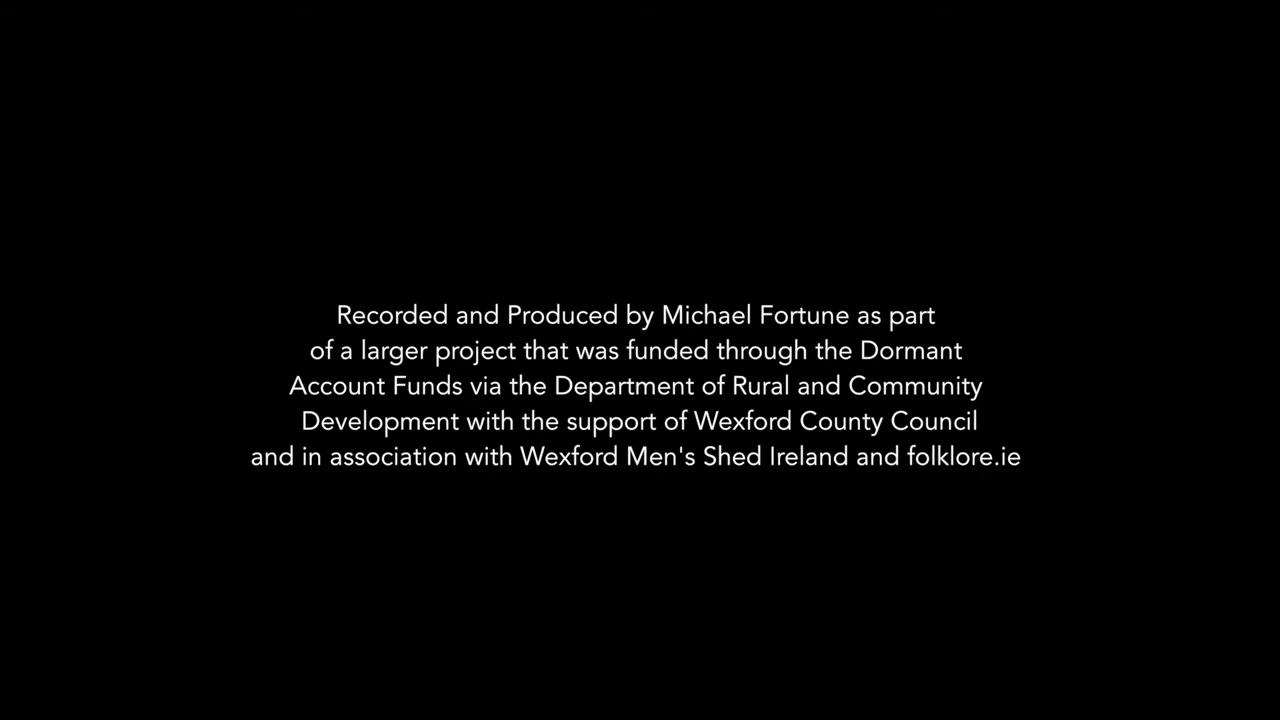 Recorded and Produced by Michael Fortune as part
of a larger project that was funded through the Dormant
Account Funds via the Department of Rural and Community
Development with the support of Wexford County Council
and in association with Wexford Men's Shed Ireland and folklore.ie